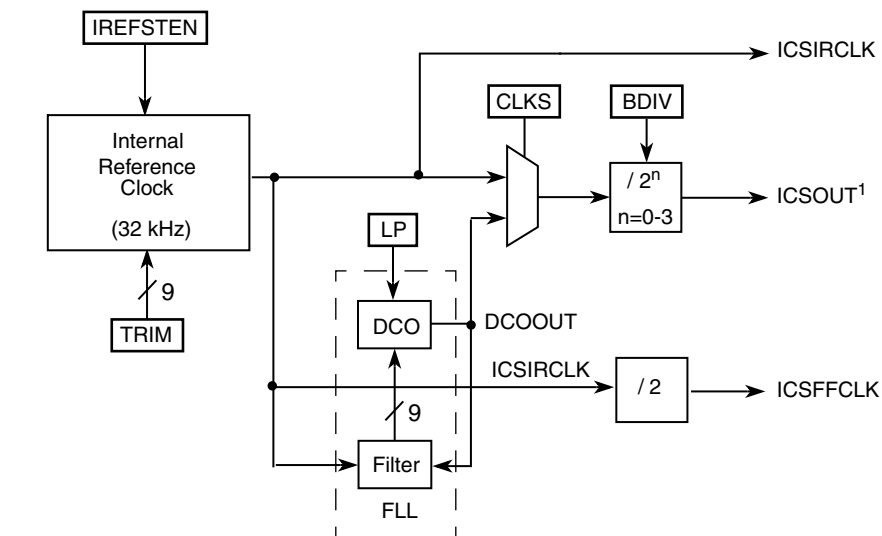 IREFSTEN
ICSIRCLK
CLKS
BDIV
Internal
Reference
Clock
(32 kHz)
/ 2ⁿ
n=0-3
ICSOUT¹
LP
9
TRIM
DCO
DCOOUT
ICSIRCLK
/ 2
ICSFFCLK
9
Filter
FLL